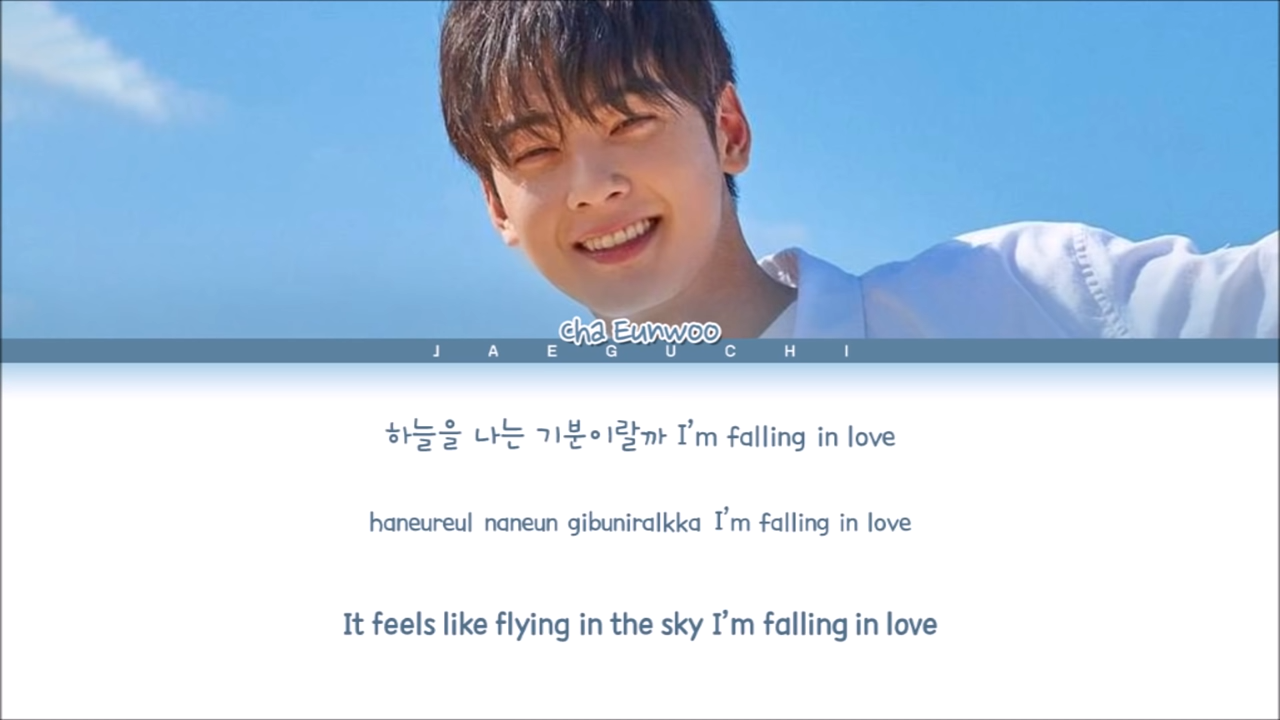 cha Eunwoo
JAEGUCHI
하늘을 나는 기분이랄까 I'm falling in love
haneureul naneun gibuniralkka I'm falling in love
It feels like flying in the sky I'm falling in love